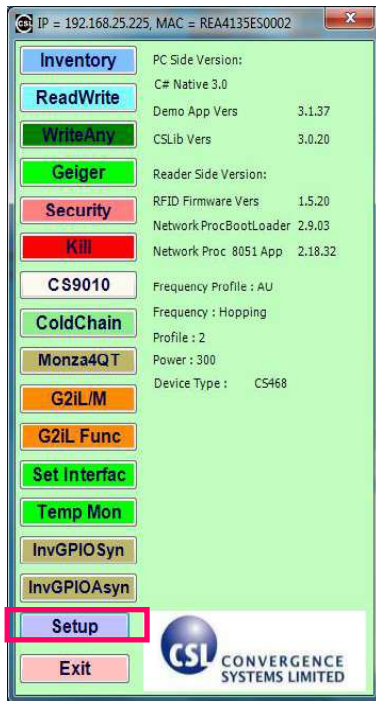 CSL IP = 192.168.25.225, MAC = REA4135ES0002 X
Inventory
ReadWrite
WriteAny
Geiger
Security
Kill
CS9010
ColdChain
Monza4QT
G2iL/M
G2iL Func
Set Interfac
Temp Mon
InvGPIOSyn
InvGPIOAsyn
Setup
Exit
PC Side Version:
C# Native 3.0
Demo App Vers 3.1.37
CSLib Vers 3.0.20
Reader Side Version:
RFID Firmware Vers 1.5.20
Network ProcBootLoader 2.9.03
Network Proc 8051 App 2.18.32
Frequency Profile : AU
Frequency : Hopping
Profile : 2
Power : 300
Device Type : CS468
CSL CONVERGENCE
SYSTEMS LIMITED